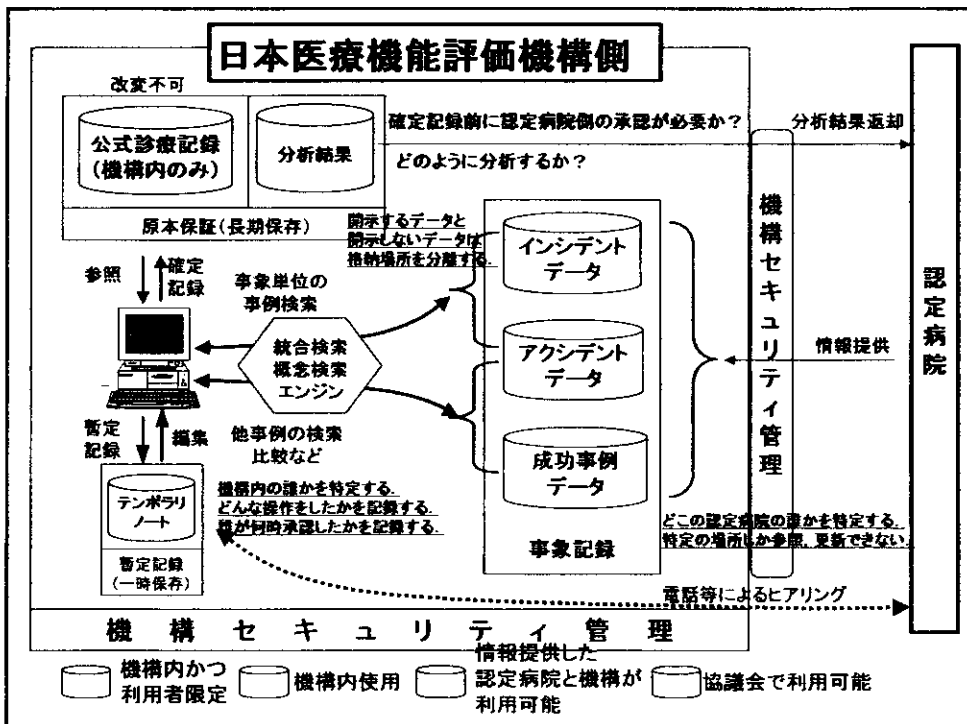 日本医療機能評価機構側
改変不可
公式診療記録
(機構内のみ)
分析結果
原本保証(長期保存)
確定記録前に認定病院側の承認が必要か?
どのように分析するか?
分析結果返却
開示するデータと
開示しないデータは
格納場所を分離する.
参照
確定
記録
事象単位の
事例検索
統合検索
概念検索
エンジン
インシデント
データ
アクシデント
データ
成功事例
データ
事象記録
機構セキュリティ管理
認定病院
情報提供
暫定
記録
編集
他事例の検索
比較など
テンポラリ
ノート
暫定記録
(一時保存)
機構内の誰かを特定する.
どんな操作をしたかを記録する.
誰が何時承認したかを記録する.
どこの認定病院の誰かを特定する.
特定の場所しか参照,更新できない.
電話等によるヒアリング
機構セキュリティ管理
機構内かつ
利用者限定
機構内使用
情報提供した
認定病院と機構が
利用可能
協議会で利用可能